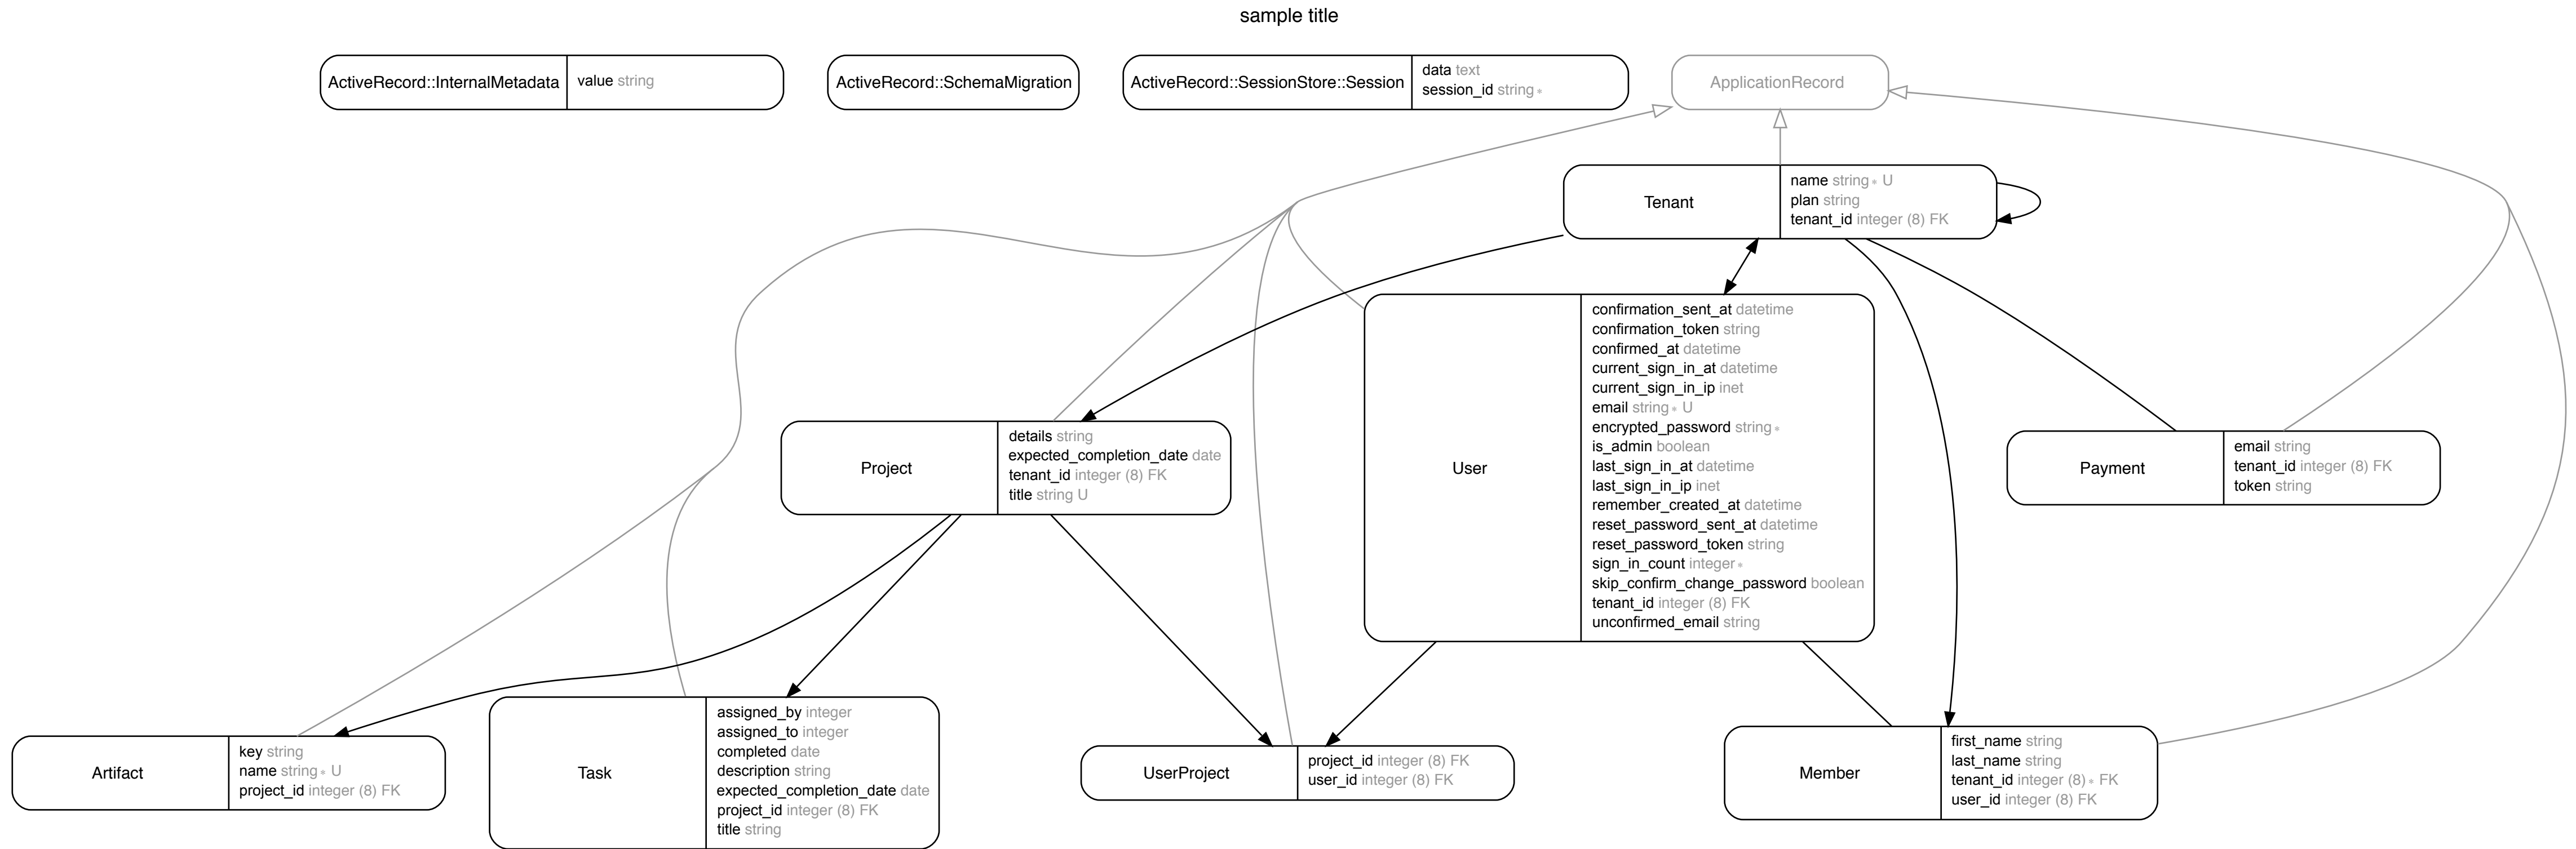 sample title
ActiveRecord::InternalMetadata
value string
ActiveRecord::SchemaMigration
ActiveRecord::SessionStore::Session
data text
session_id string *
ApplicationRecord
Tenant
name string * U
plan string
tenant_id integer (8) FK
Project
details string
expected_completion_date date
tenant_id integer (8) FK
title string U
User
confirmation_sent_at datetime
confirmation_token string
confirmed_at datetime
current_sign_in_at datetime
current_sign_in_ip inet
email string * U
encrypted_password string *
is_admin boolean
last_sign_in_at datetime
last_sign_in_ip inet
remember_created_at datetime
reset_password_sent_at datetime
reset_password_token string
sign_in_count integer *
skip_confirm_change_password boolean
tenant_id integer (8) FK
unconfirmed_email string
Payment
email string
tenant_id integer (8) FK
token string
Artifact
key string
name string * U
project_id integer (8) FK
Task
assigned_by integer
assigned_to integer
completed date
description string
expected_completion_date date
project_id integer (8) FK
title string
UserProject
project_id integer (8) FK
user_id integer (8) FK
Member
first_name string
last_name string
tenant_id integer (8) * FK
user_id integer (8) FK